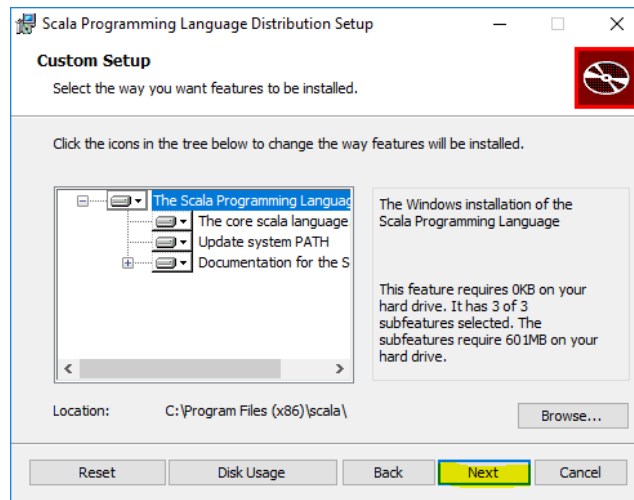 Scala Programming Language Distribution Setup
Custom Setup
Select the way you want features to be installed.
Click the icons in the tree below to change the way features will be installed.
The Scala Programming Languag
The core scala language
Update system PATH
Documentation for the S
The Windows installation of the
Scala Programming Language
This feature requires 0KB on your
hard drive. It has 3 of 3
subfeatures selected. The
subfeatures require 601MB on your
hard drive.
Location: C:\Program Files (x86)\scala\
Browse...
Reset Disk Usage Back Next Cancel